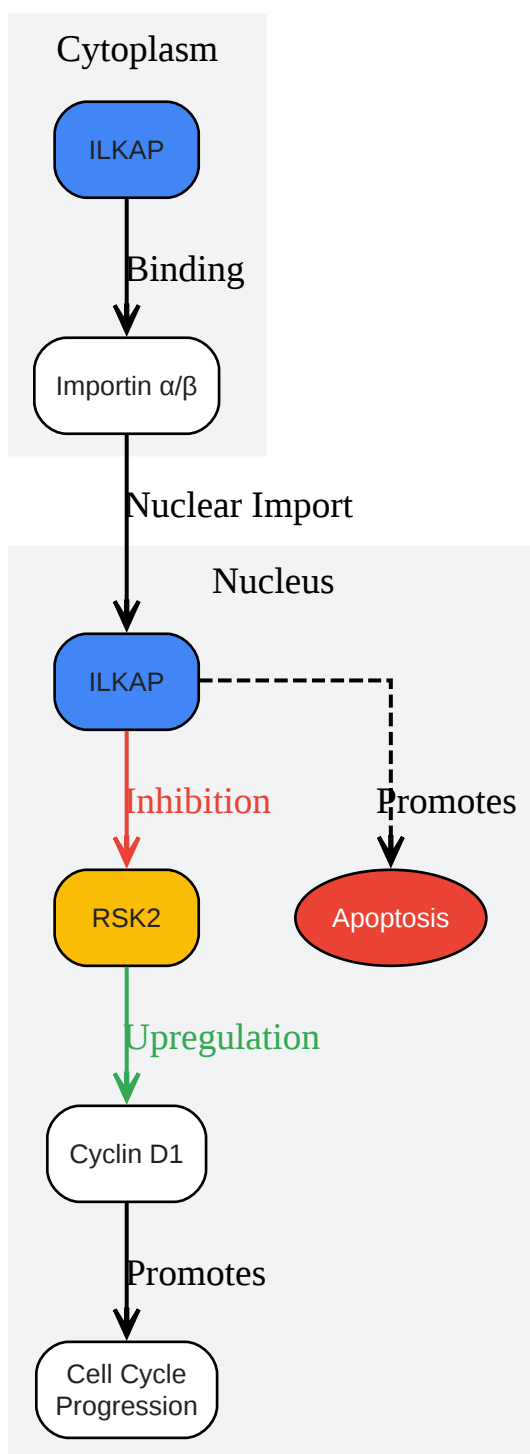 Cytoplasm
ILKAP
Binding
Importin α/β
Nuclear Import
Nucleus
ILKAP
Inhibition
Promotes
RSK2
Apoptosis
Upregulation
Cyclin D1
Promotes
Cell Cycle
Progression